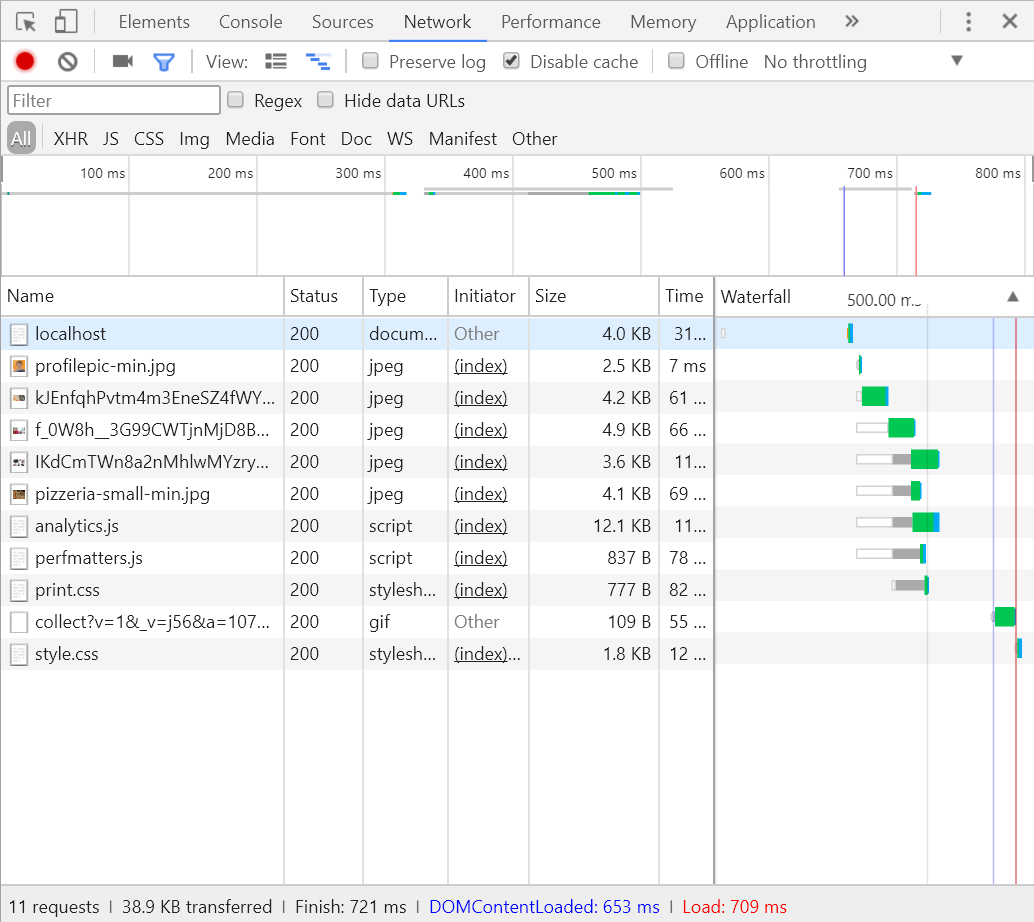 Elements Console Sources Network Performance Memory Application »
View: Preserve log Disable cache Offline No throttling
Filter Regex Hide data URLs
All XHR JS CSS Img Media Font Doc WS Manifest Other
100 ms 200 ms 300 ms 400 ms 500 ms 600 ms 700 ms 800 ms
Name Status Type Initiator Size Time Waterfall 500.00 ms
localhost 200 docum... Other 4.0 KB 31...
profilepic-min.jpg 200 jpeg (index) 2.5 KB 7 ms
kJEnfqhPvtm4m3EneSZ4fWY... 200 jpeg (index) 4.2 KB 61 ...
f_0W8h__3G99CWTjnMjD8B... 200 jpeg (index) 4.9 KB 66 ...
IKdCmTWn8a2nMhlwMYzry... 200 jpeg (index) 3.6 KB 11...
pizzeria-small-min.jpg 200 jpeg (index) 4.1 KB 69 ...
analytics.js 200 script (index) 12.1 KB 11...
perfmatters.js 200 script (index) 837 B 78 ...
print.css 200 stylesh... (index) 777 B 82 ...
collect?v=1&_v=j56&a=107... 200 gif Other 109 B 55 ...
style.css 200 stylesh... (index)... 1.8 KB 12 ...
11 requests | 38.9 KB transferred | Finish: 721 ms | DOMContentLoaded: 653 ms | Load: 709 ms